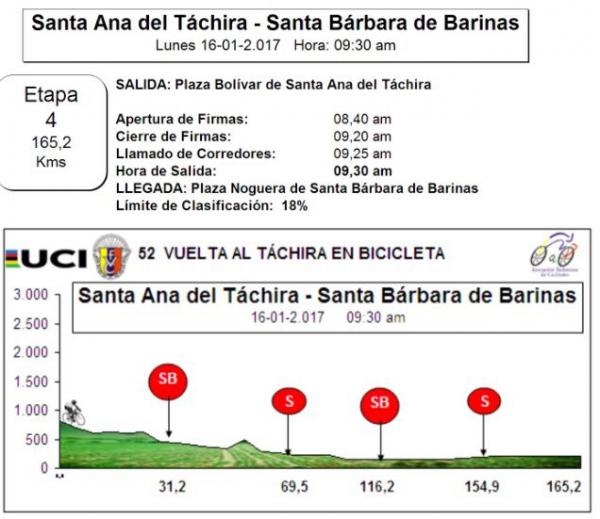 Santa Ana del Táchira - Santa Bárbara de Barinas
Lunes 16-01-2.017 Hora: 09:30 am
Etapa
4
165,2
Kms
SALIDA: Plaza Bolívar de Santa Ana del Táchira
Apertura de Firmas: 08,40 am
Cierre de Firmas: 09,20 am
Llamado de Corredores: 09,25 am
Hora de Salida: 09,30 am
LLEGADA: Plaza Noguera de Santa Bárbara de Barinas
Límite de Clasificación: 18%
UCI
52 VUELTA AL TÁCHIRA EN BICICLETA
Santa Ana del Táchira - Santa Bárbara de Barinas
16-01-2.017 09:30 am
3.000
2.500
2.000
1.500
1.000
500
0
SB
S
SB
S
31,2 69,5 116,2 154,9 165,2